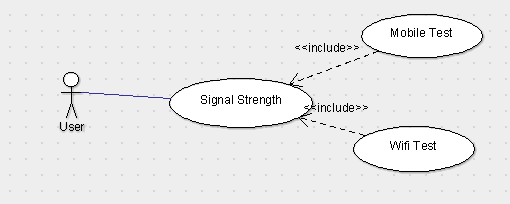 Mobile Test
<<include>>
Signal Strength
<<include>>
User
Wifi Test